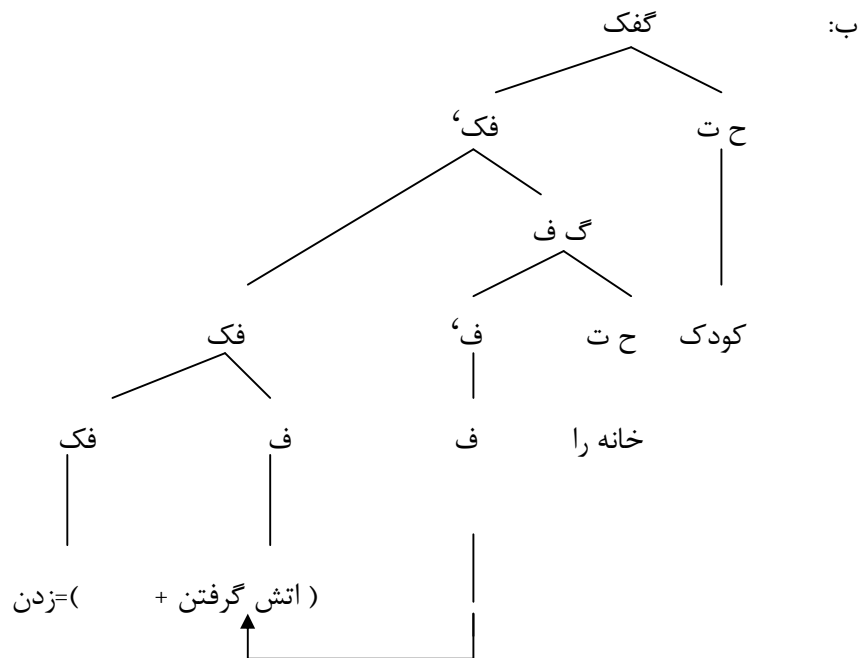 ب: گفک
ح ت فک‘
گ ف
کودک ح ت ف‘ فک
خانه را ف ف فک
( اتش گرفتن + )=زدن